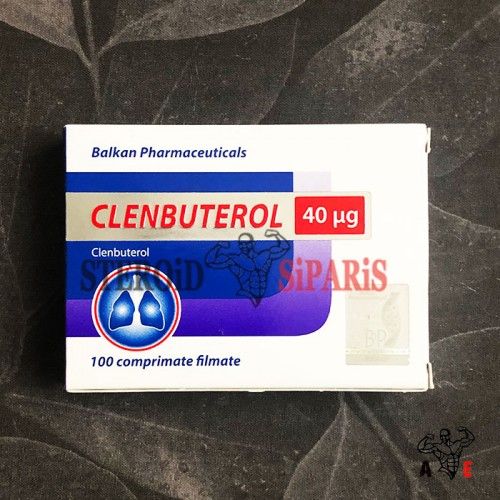 Balkan Pharmaceuticals
CLENBUTEROL 40 µg
Clenbuterol
STEROiD SiPARiS
BP
100 comprimate filmate
A E